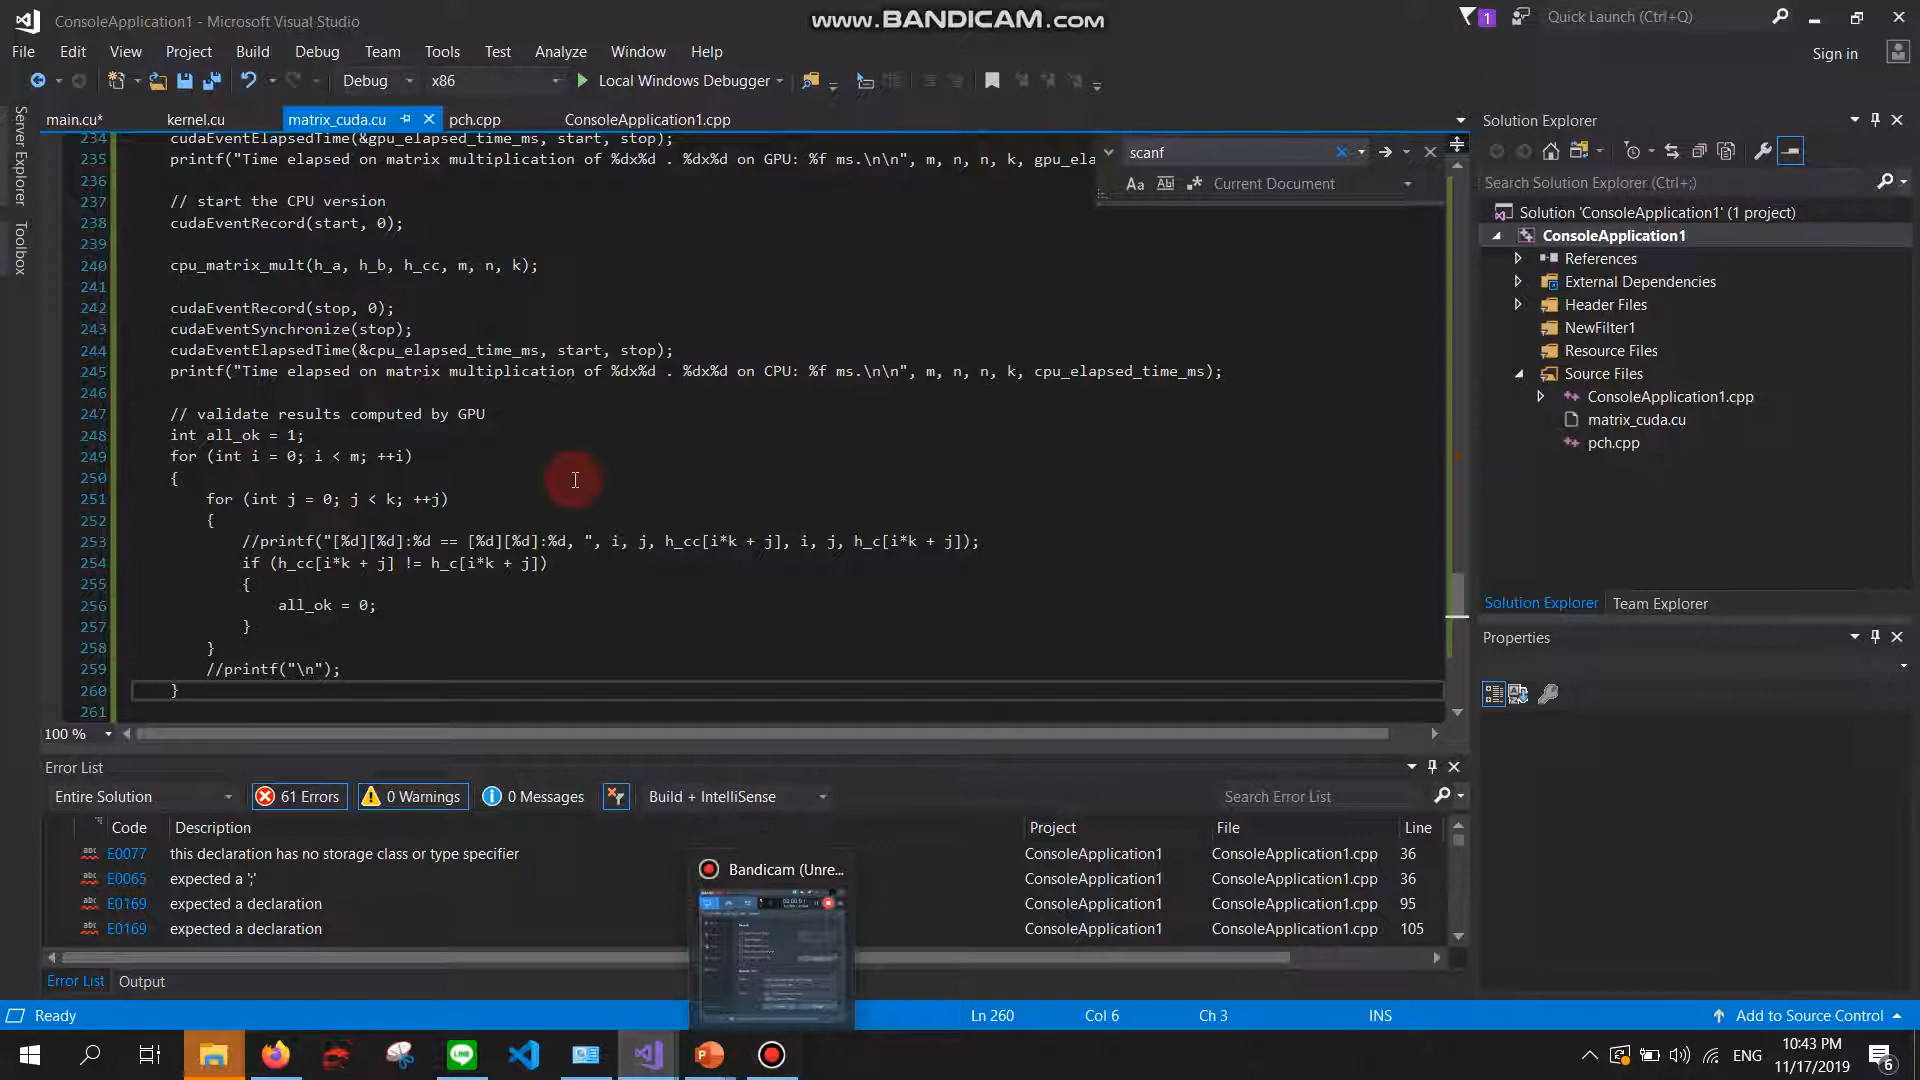 ConsoleApplication1 - Microsoft Visual Studio
www.BANDICAM.com
1
Quick Launch (Ctrl+Q)
File Edit View Project Build Debug Team Tools Test Analyze Window Help
Sign in
Debug x86 Local Windows Debugger
Server Explorer
Toolbox
main.cu* kernel.cu matrix_cuda.cu pch.cpp ConsoleApplication1.cpp
scanf
Aa Ab Current Document
234 cudaEventElapsedTime(&gpu_elapsed_time_ms, start, stop);
235 printf("Time elapsed on matrix multiplication of %dx%d . %dx%d on GPU: %f ms.\n\n", m, n, n, k, gpu_ela
236
237 // start the CPU version
238 cudaEventRecord(start, 0);
239
240 cpu_matrix_mult(h_a, h_b, h_cc, m, n, k);
241
242 cudaEventRecord(stop, 0);
243 cudaEventSynchronize(stop);
244 cudaEventElapsedTime(&cpu_elapsed_time_ms, start, stop);
245 printf("Time elapsed on matrix multiplication of %dx%d . %dx%d on CPU: %f ms.\n\n", m, n, n, k, cpu_elapsed_time_ms);
246
247 // validate results computed by GPU
248 int all_ok = 1;
249 for (int i = 0; i < m; ++i)
250 {
251 for (int j = 0; j < k; ++j)
252 {
253 //printf("[%d][%d]:%d == [%d][%d]:%d, ", i, j, h_cc[i*k + j], i, j, h_c[i*k + j]);
254 if (h_cc[i*k + j] != h_c[i*k + j])
255 {
256 all_ok = 0;
257 }
258 }
259 //printf("\n");
260 }
261
100 %
Solution Explorer
Search Solution Explorer (Ctrl+;)
Solution 'ConsoleApplication1' (1 project)
ConsoleApplication1
References
External Dependencies
Header Files
NewFilter1
Resource Files
Source Files
ConsoleApplication1.cpp
matrix_cuda.cu
pch.cpp
Solution Explorer Team Explorer
Properties
Error List
Entire Solution 61 Errors 0 Warnings 0 Messages Build + IntelliSense Search Error List
Code Description Project File Line
abc E0077 this declaration has no storage class or type specifier ConsoleApplication1 ConsoleApplication1.cpp 36
abc E0065 expected a ';' ConsoleApplication1 ConsoleApplication1.cpp 36
abc E0169 expected a declaration ConsoleApplication1 ConsoleApplication1.cpp 95
abc E0169 expected a declaration ConsoleApplication1 ConsoleApplication1.cpp 105
Bandicam (Unre...
Error List Output
Ready Ln 260 Col 6 Ch 3 INS Add to Source Control
LINE
ENG
10:43 PM
11/17/2019
6